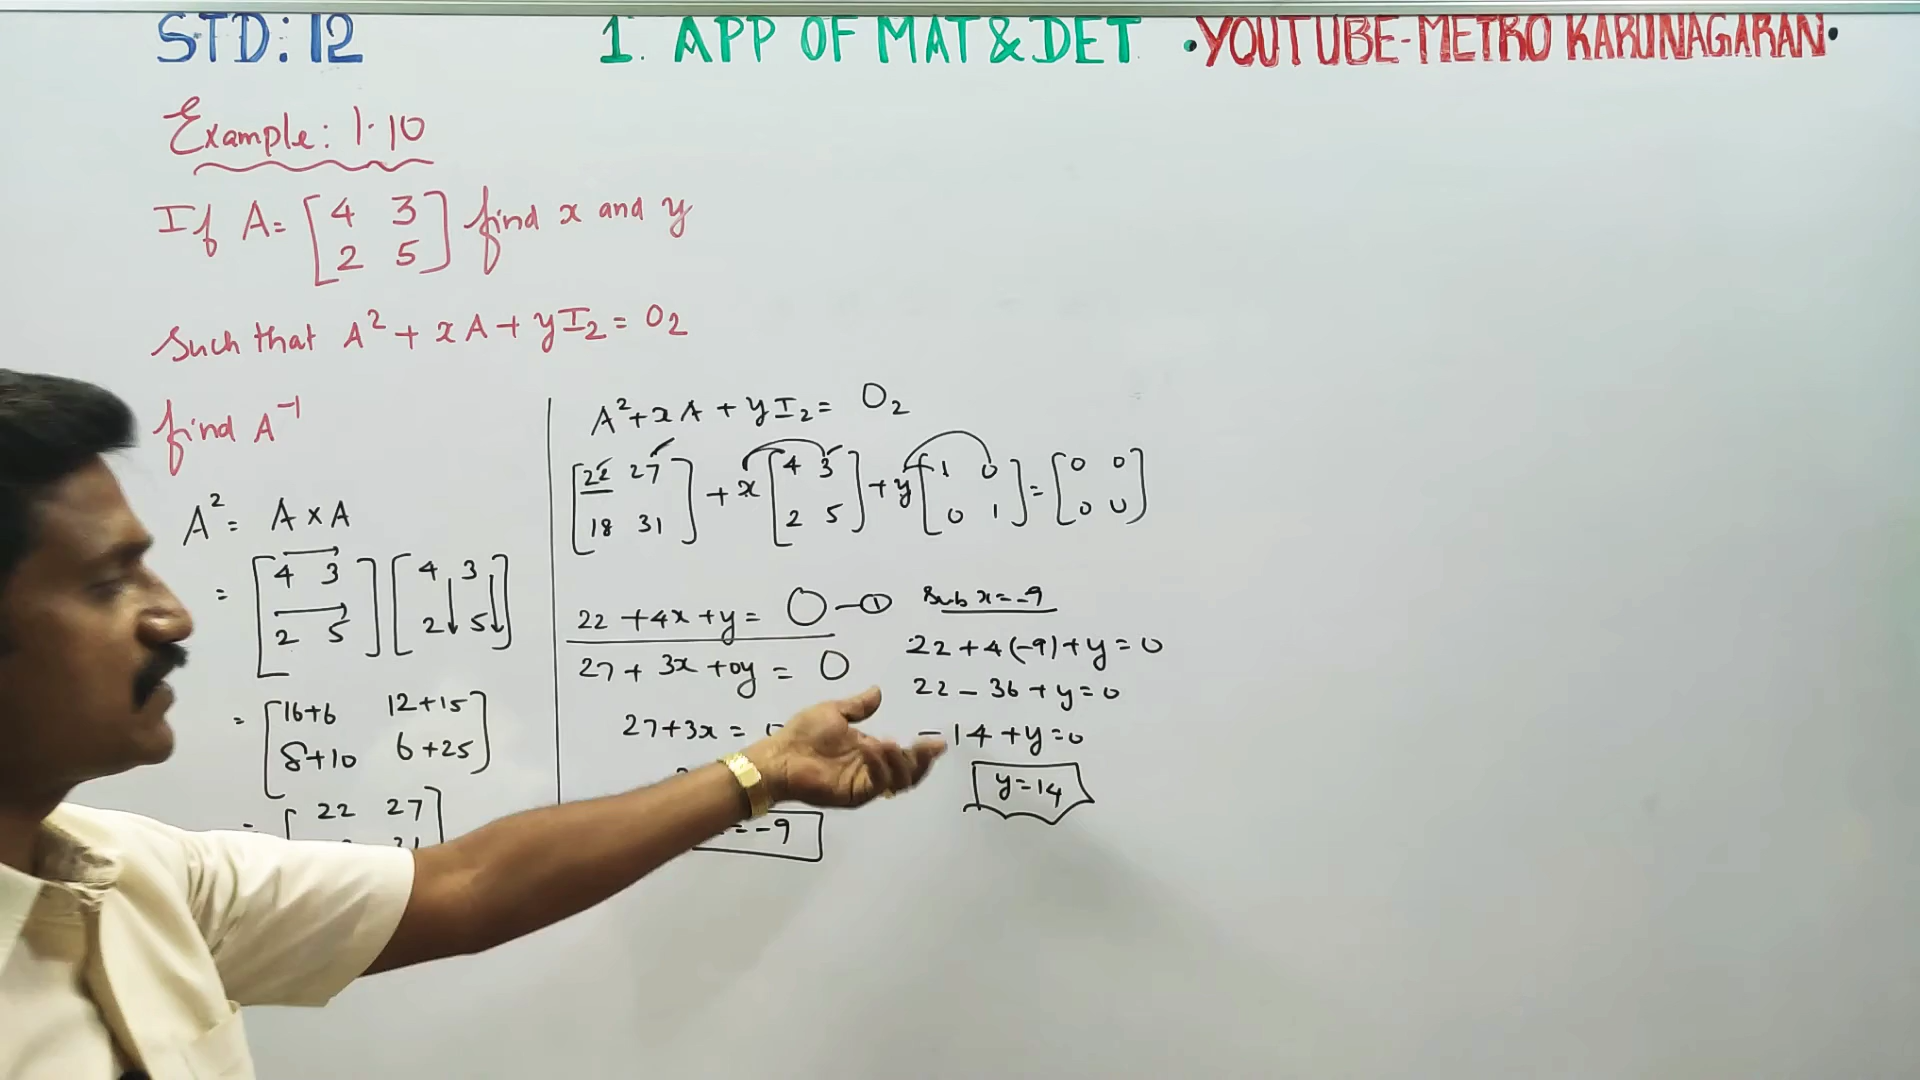 STD: 12 1. APP OF MAT & DET • YOUTUBE-METRO KARUNAGARAN •
Example: 1.10
If A= [4 3
2 5] find x and y
Such that A² + xA + yI₂ = O₂
find A⁻¹
A² = A × A
= [4 3
2 5] [4 3
2 5]
= [16+6 12+15
8+10 6+25]
= [22 27
31]
A²+xA + yI₂ = O₂
[22 27
18 31] + x [4 3
2 5] + y [1 0
0 1] = [0 0
0 0]
22 + 4x + y = 0 — ①
27 + 3x + 0y = 0
27+3x =
= -9
Sub x = -9
22 + 4(-9) + y = 0
22 - 36 + y = 0
-14 + y = 0
y = 14